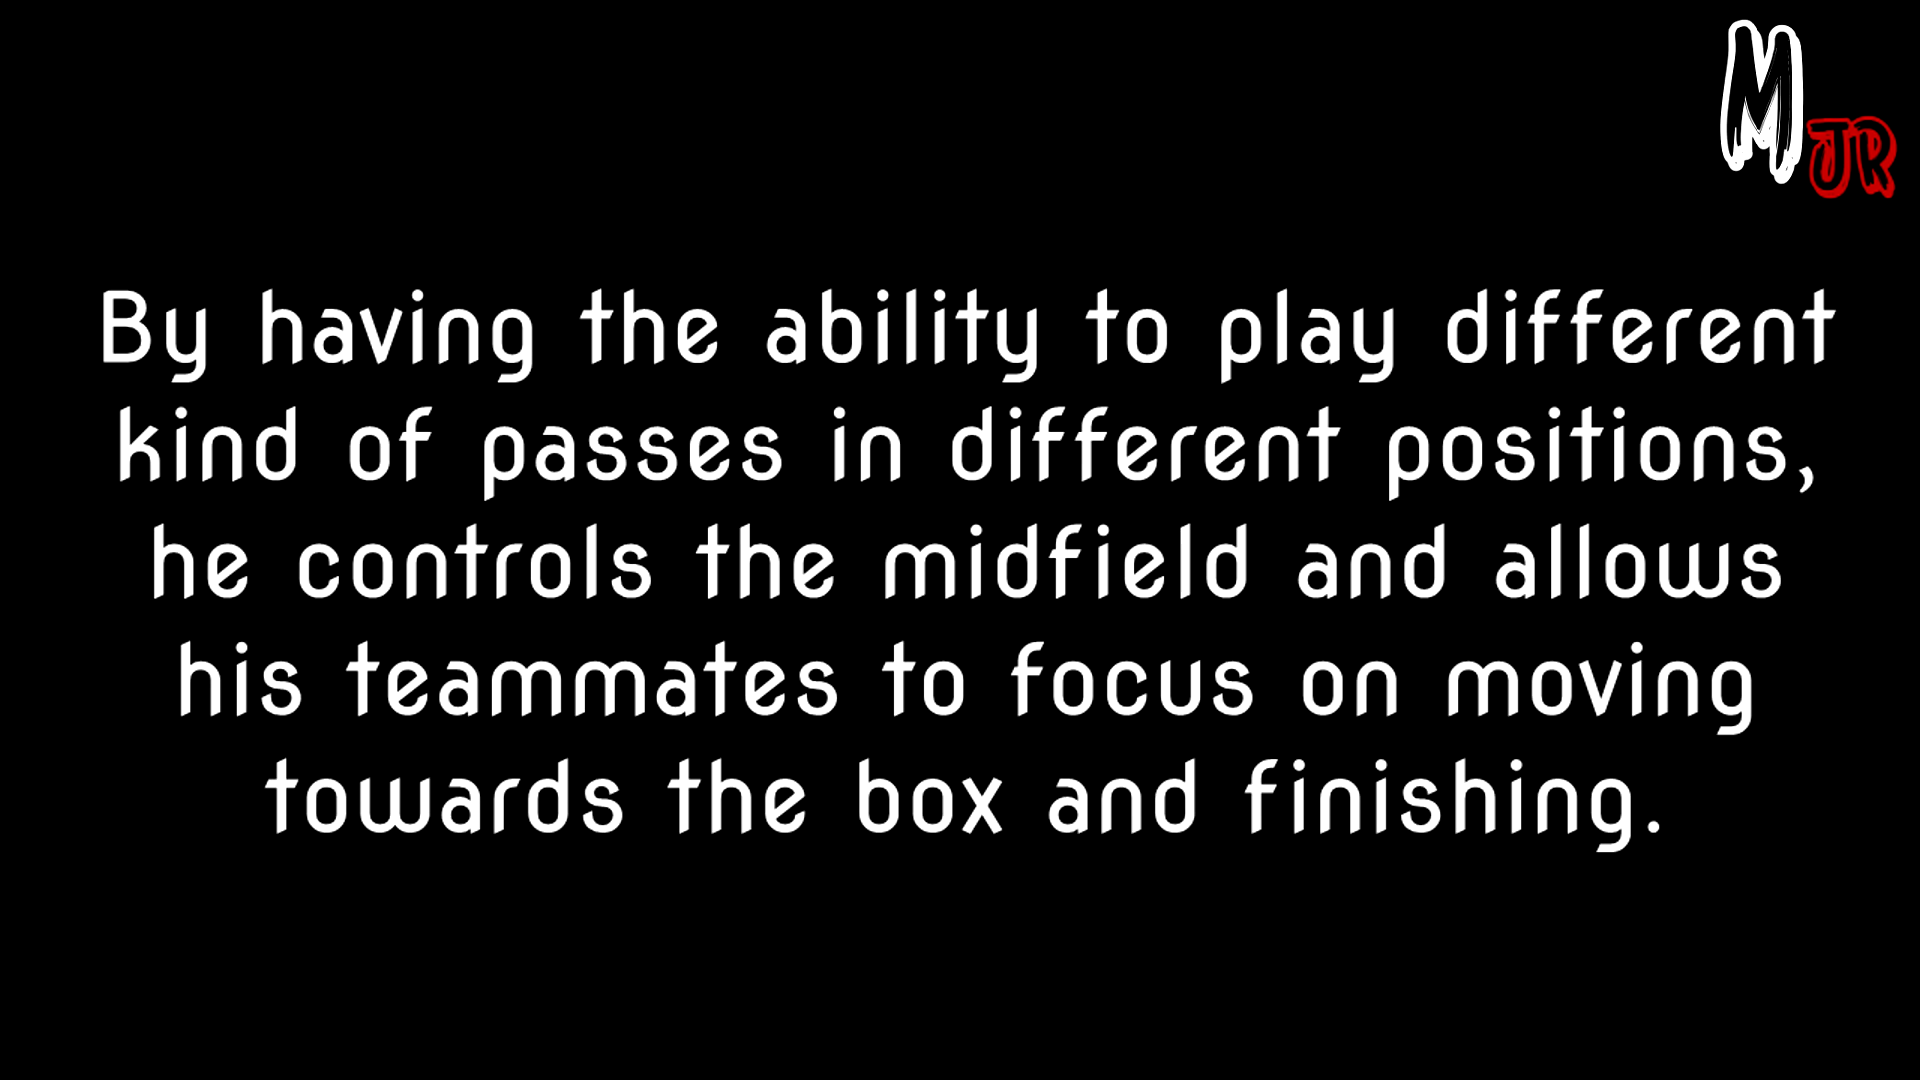 M
JR
By having the ability to play different
kind of passes in different positions,
he controls the midfield and allows
his teammates to focus on moving
towards the box and finishing.